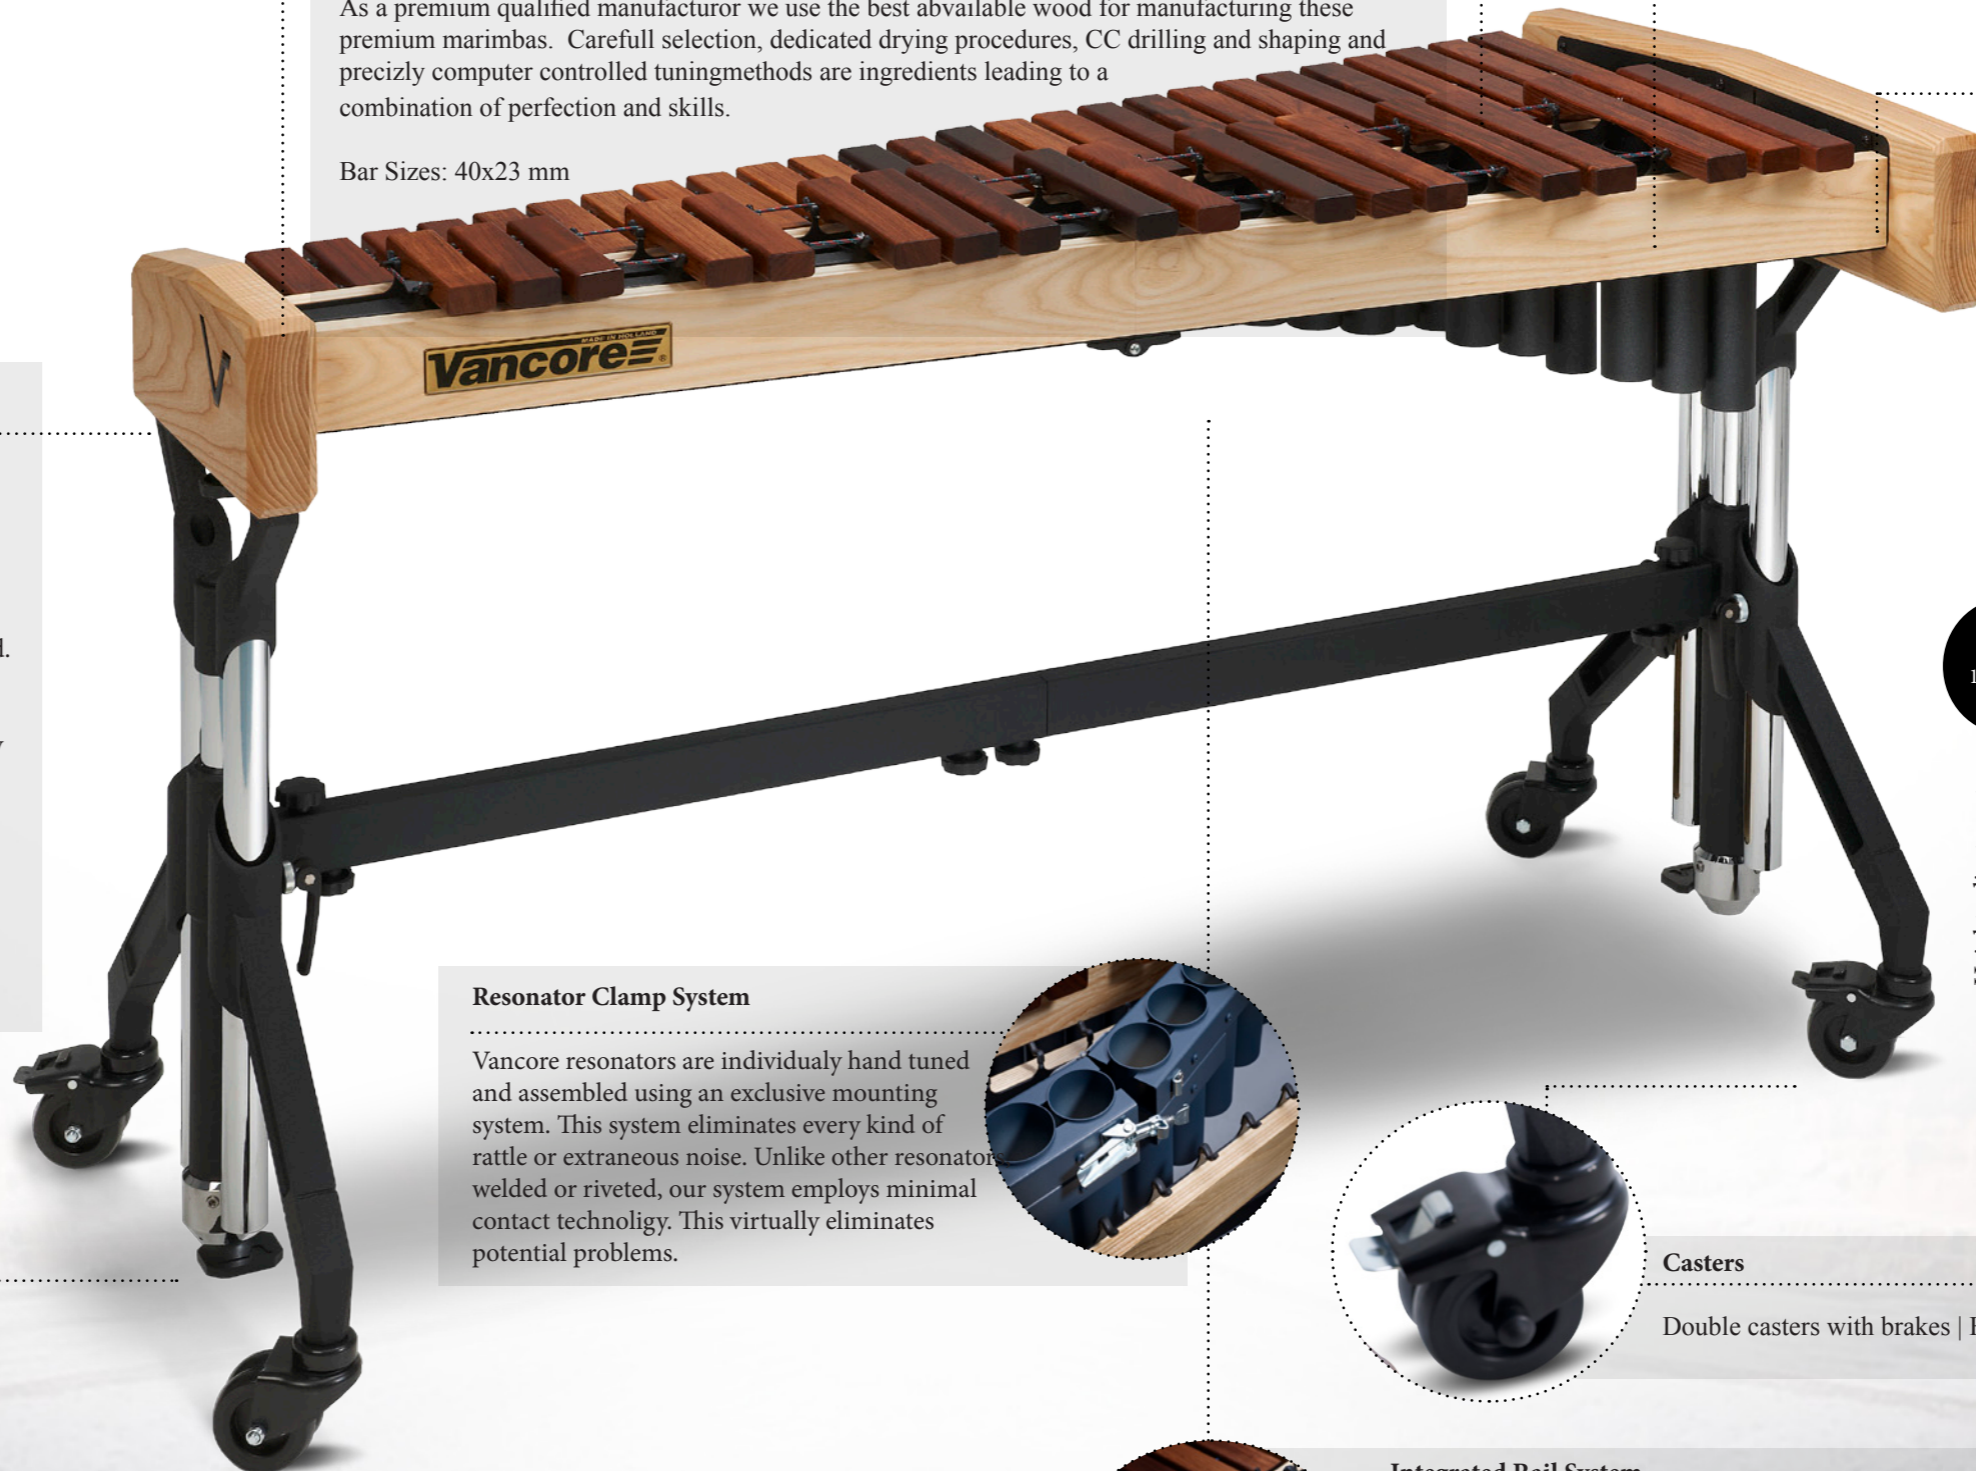 As a premium qualified manufacturor we use the best abvailable wood for manufacturing these
premium marimbas.  Carefull selection, dedicated drying procedures, CC drilling and shaping and
precizly computer controlled tuningmethods are ingredients leading to a
combination of perfection and skills.
Bar Sizes: 40x23 mm
MADE IN HOLLAND
Vancore
®
d.
Resonator Clamp System
Vancore resonators are individualy hand tuned
and assembled using an exclusive mounting
system. This system eliminates every kind of
rattle or extraneous noise. Unlike other resonators
welded or riveted, our system employs minimal
contact technoligy. This virtually eliminates
potential problems.
Casters
Double casters with brakes |
Integrated Rail System